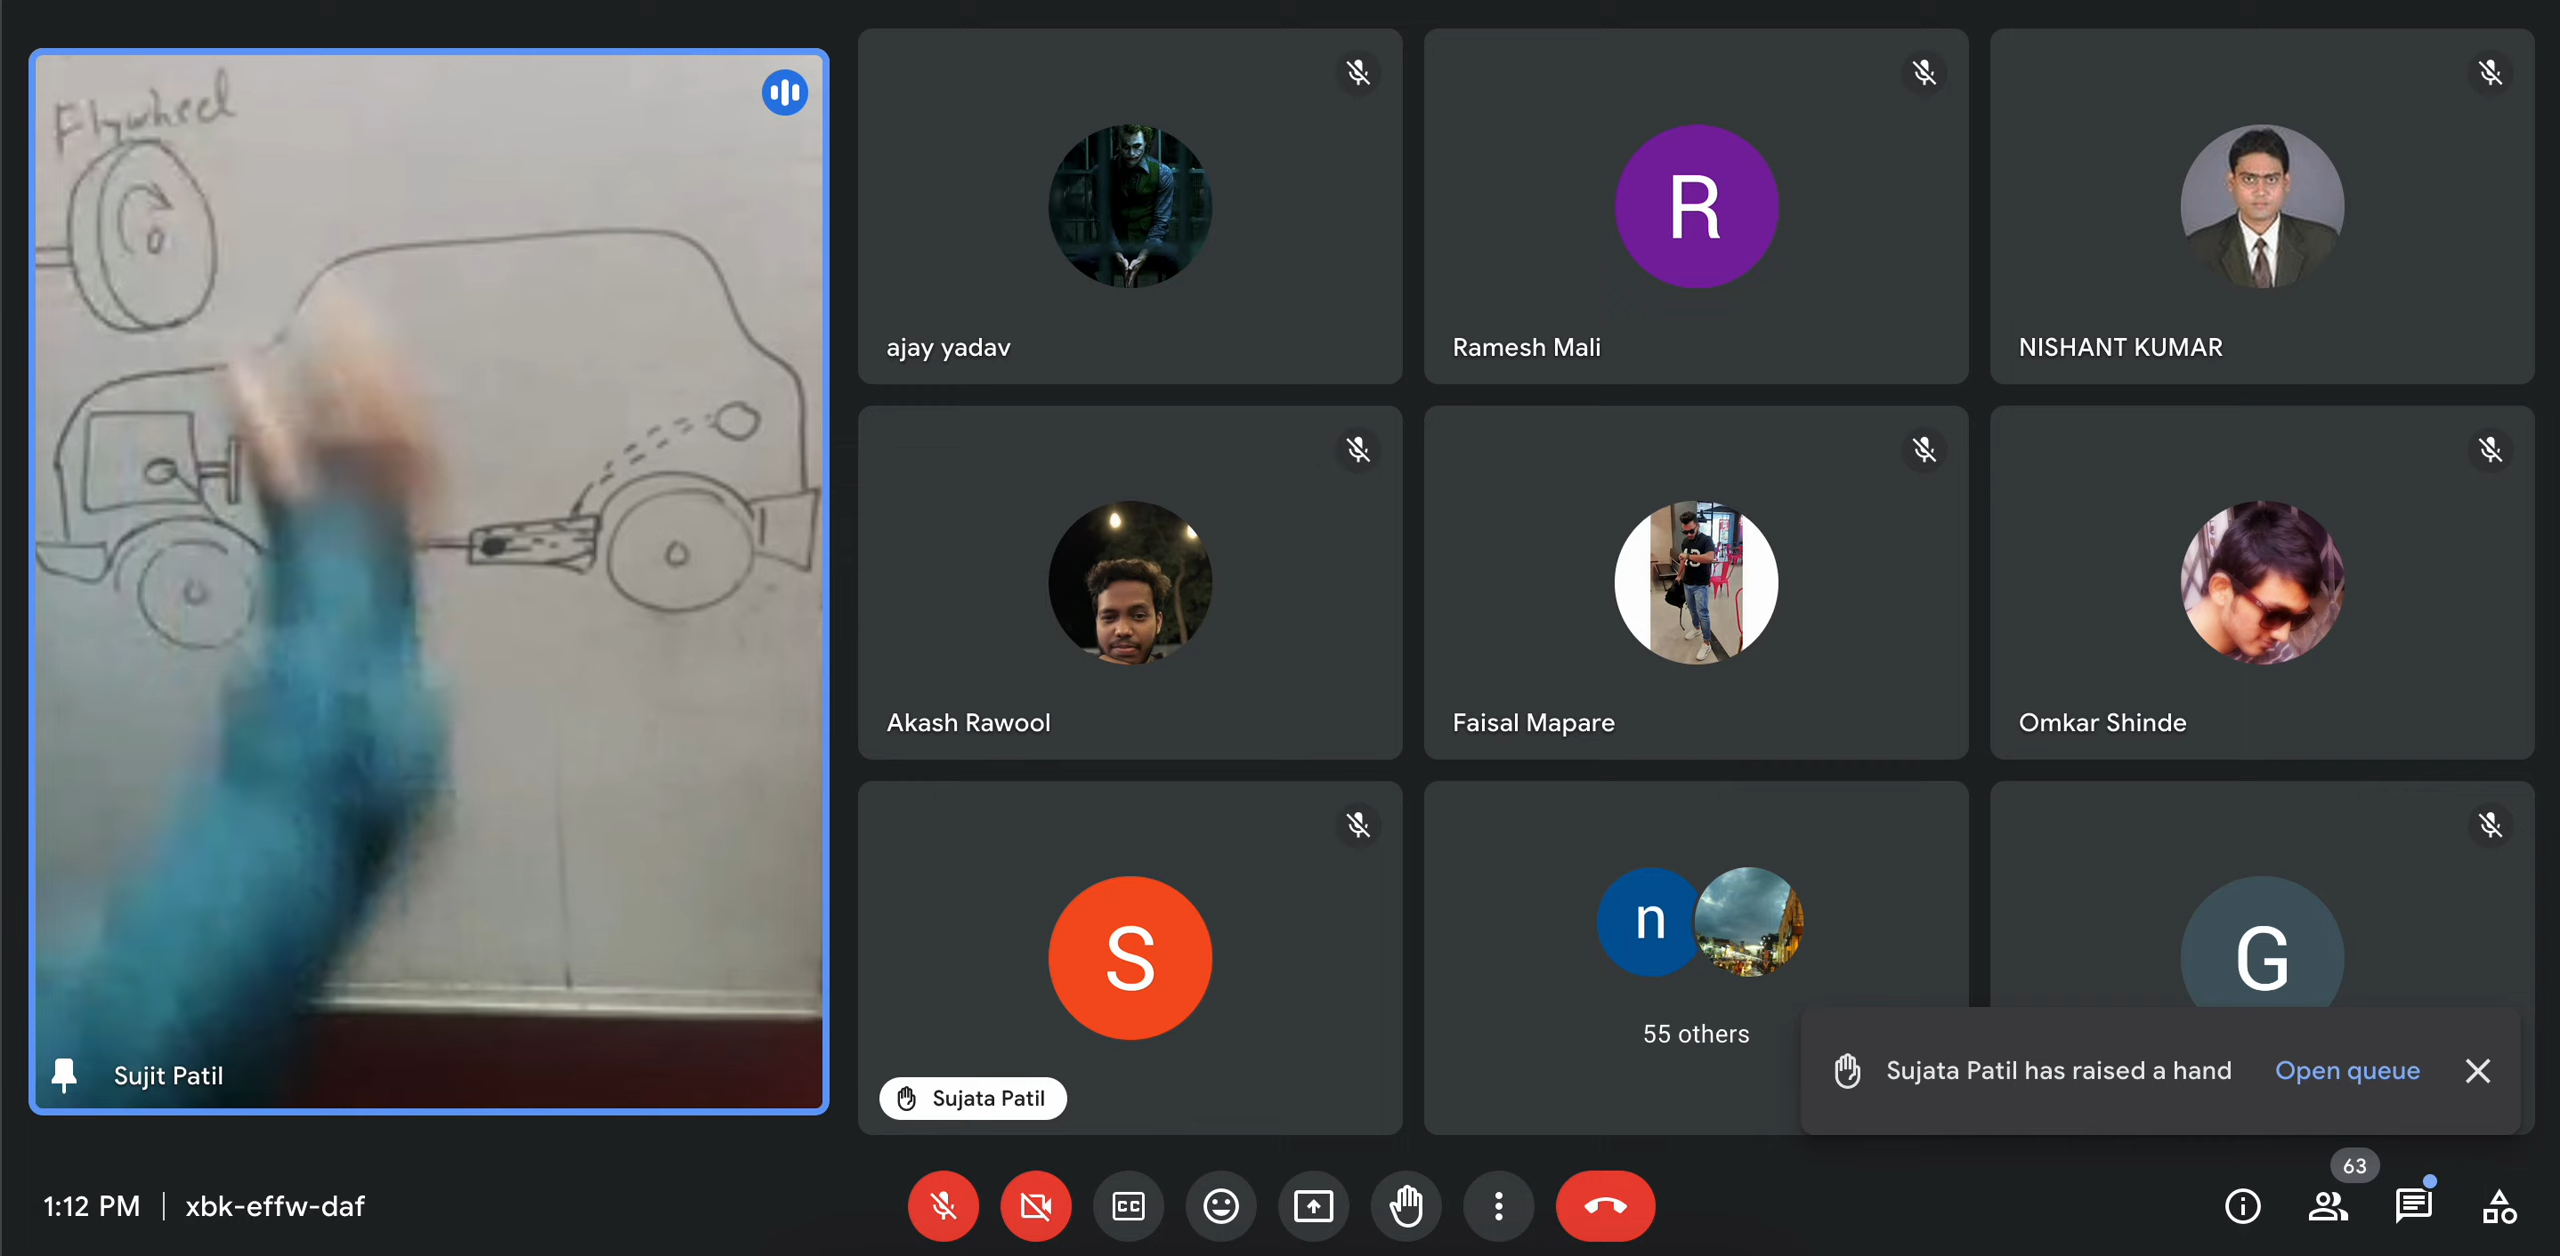 Flywheel
Sujit Patil
ajay yadav
R
Ramesh Mali
NISHANT KUMAR
Akash Rawool
Faisal Mapare
Omkar Shinde
S
Sujata Patil
n
55 others
G
Sujata Patil has raised a hand
Open queue
1:12 PM
xbk-effw-daf
CC
63